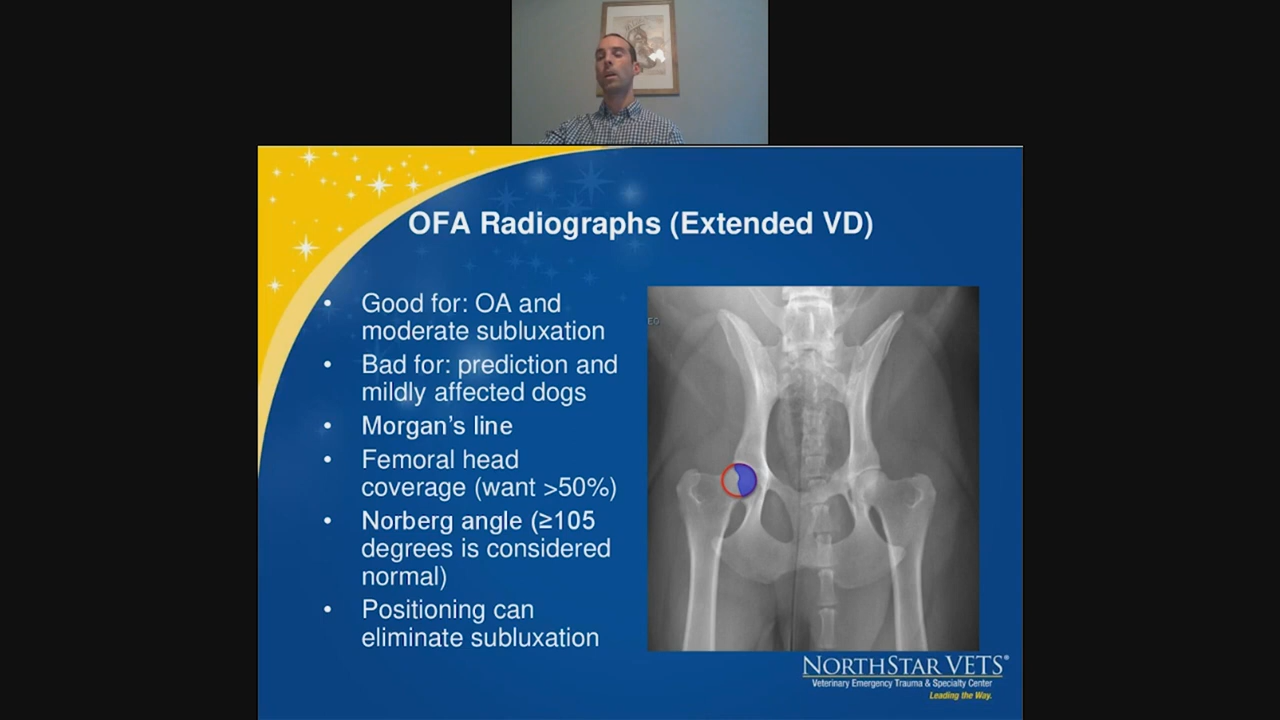 OFA Radiographs (Extended VD)
• Good for: OA and
moderate subluxation
• Bad for: prediction and
mildly affected dogs
• Morgan's line
• Femoral head
coverage (want >50%)
• Norberg angle (≥105
degrees is considered
normal)
• Positioning can
eliminate subluxation
NORTHSTAR VETS®
Veterinary Emergency Trauma & Specialty Center
Leading the Way.